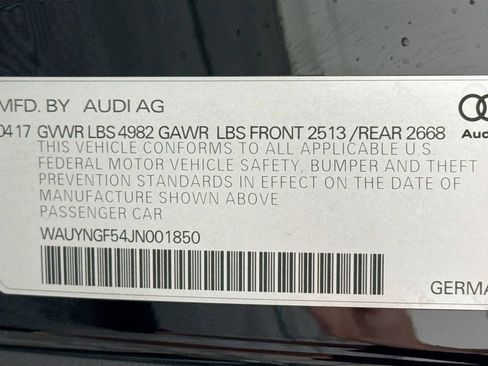 MFD. BY AUDI AG
0417 GVWR LBS 4982 GAWR LBS FRONT 2513 /REAR 2668
THIS VEHICLE CONFORMS TO ALL APPLICABLE U.S.
FEDERAL MOTOR VEHICLE SAFETY, BUMPER AND THEFT
PREVENTION STANDARDS IN EFFECT ON THE DATE OF
MANUFACTURE SHOWN ABOVE
PASSENGER CAR
WAUYNGF54JN001850
Aud
GERMA